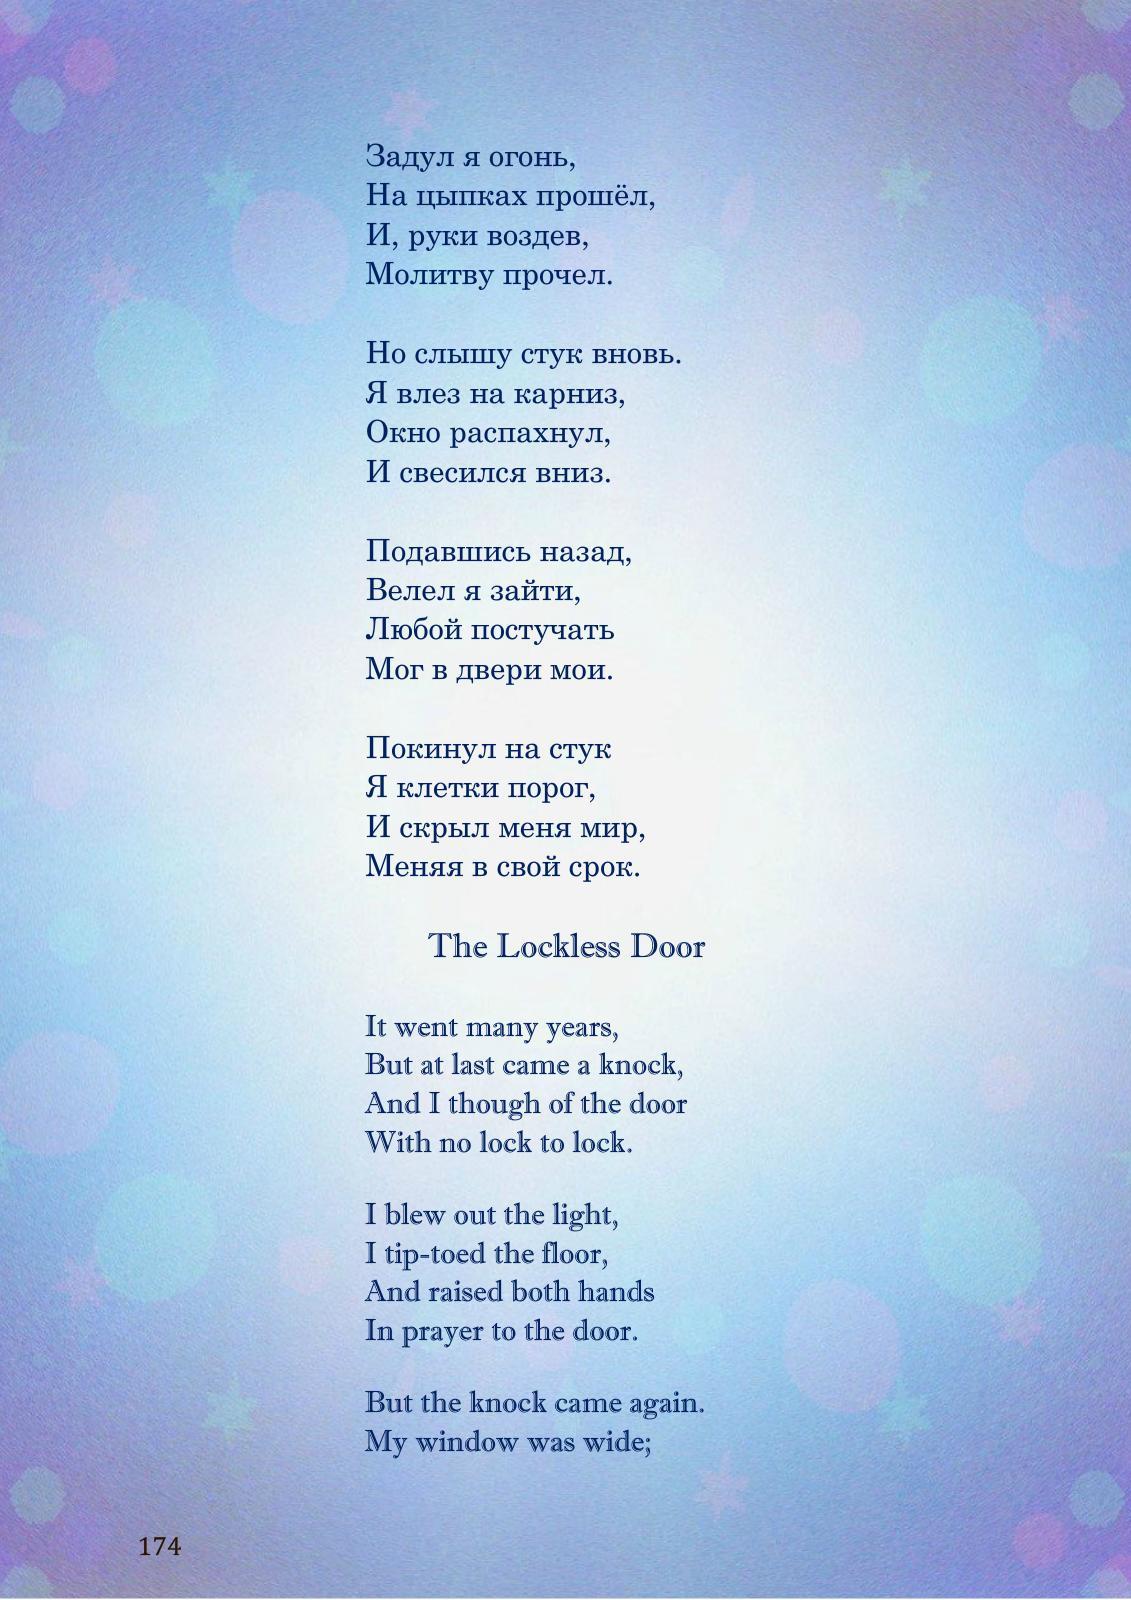 Задул я огонь,
На цыпках прошёл,
И, руки воздев,
Молитву прочел.
Но слышу стук вновь.
Я влез на карниз,
Окно распахнул,
И свесился вниз.
Подавшись назад,
Велел я зайти,
Любой постучать
Мог в двери мои.
Покинул на стук
Я клетки порог,
И скрыл меня мир,
Меняя в свой срок.
The Lockless Door
It went many years,
But at last came a knock,
And I though of the door
With no lock to lock.
I blew out the light,
I tip-toed the floor,
And raised both hands
In prayer to the door.
But the knock came again.
My window was wide;
174